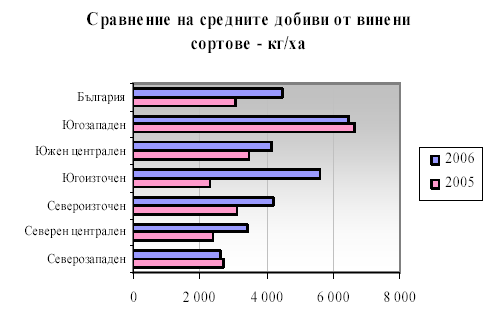 Сравнение на средните добиви от винени
сортове - кг/ха
България
Югозападен
Южен централен
Югоизточен
Североизточен
Северен централен
Северозападен
0
2 000
4 000
6 000
8 000
2006
2005